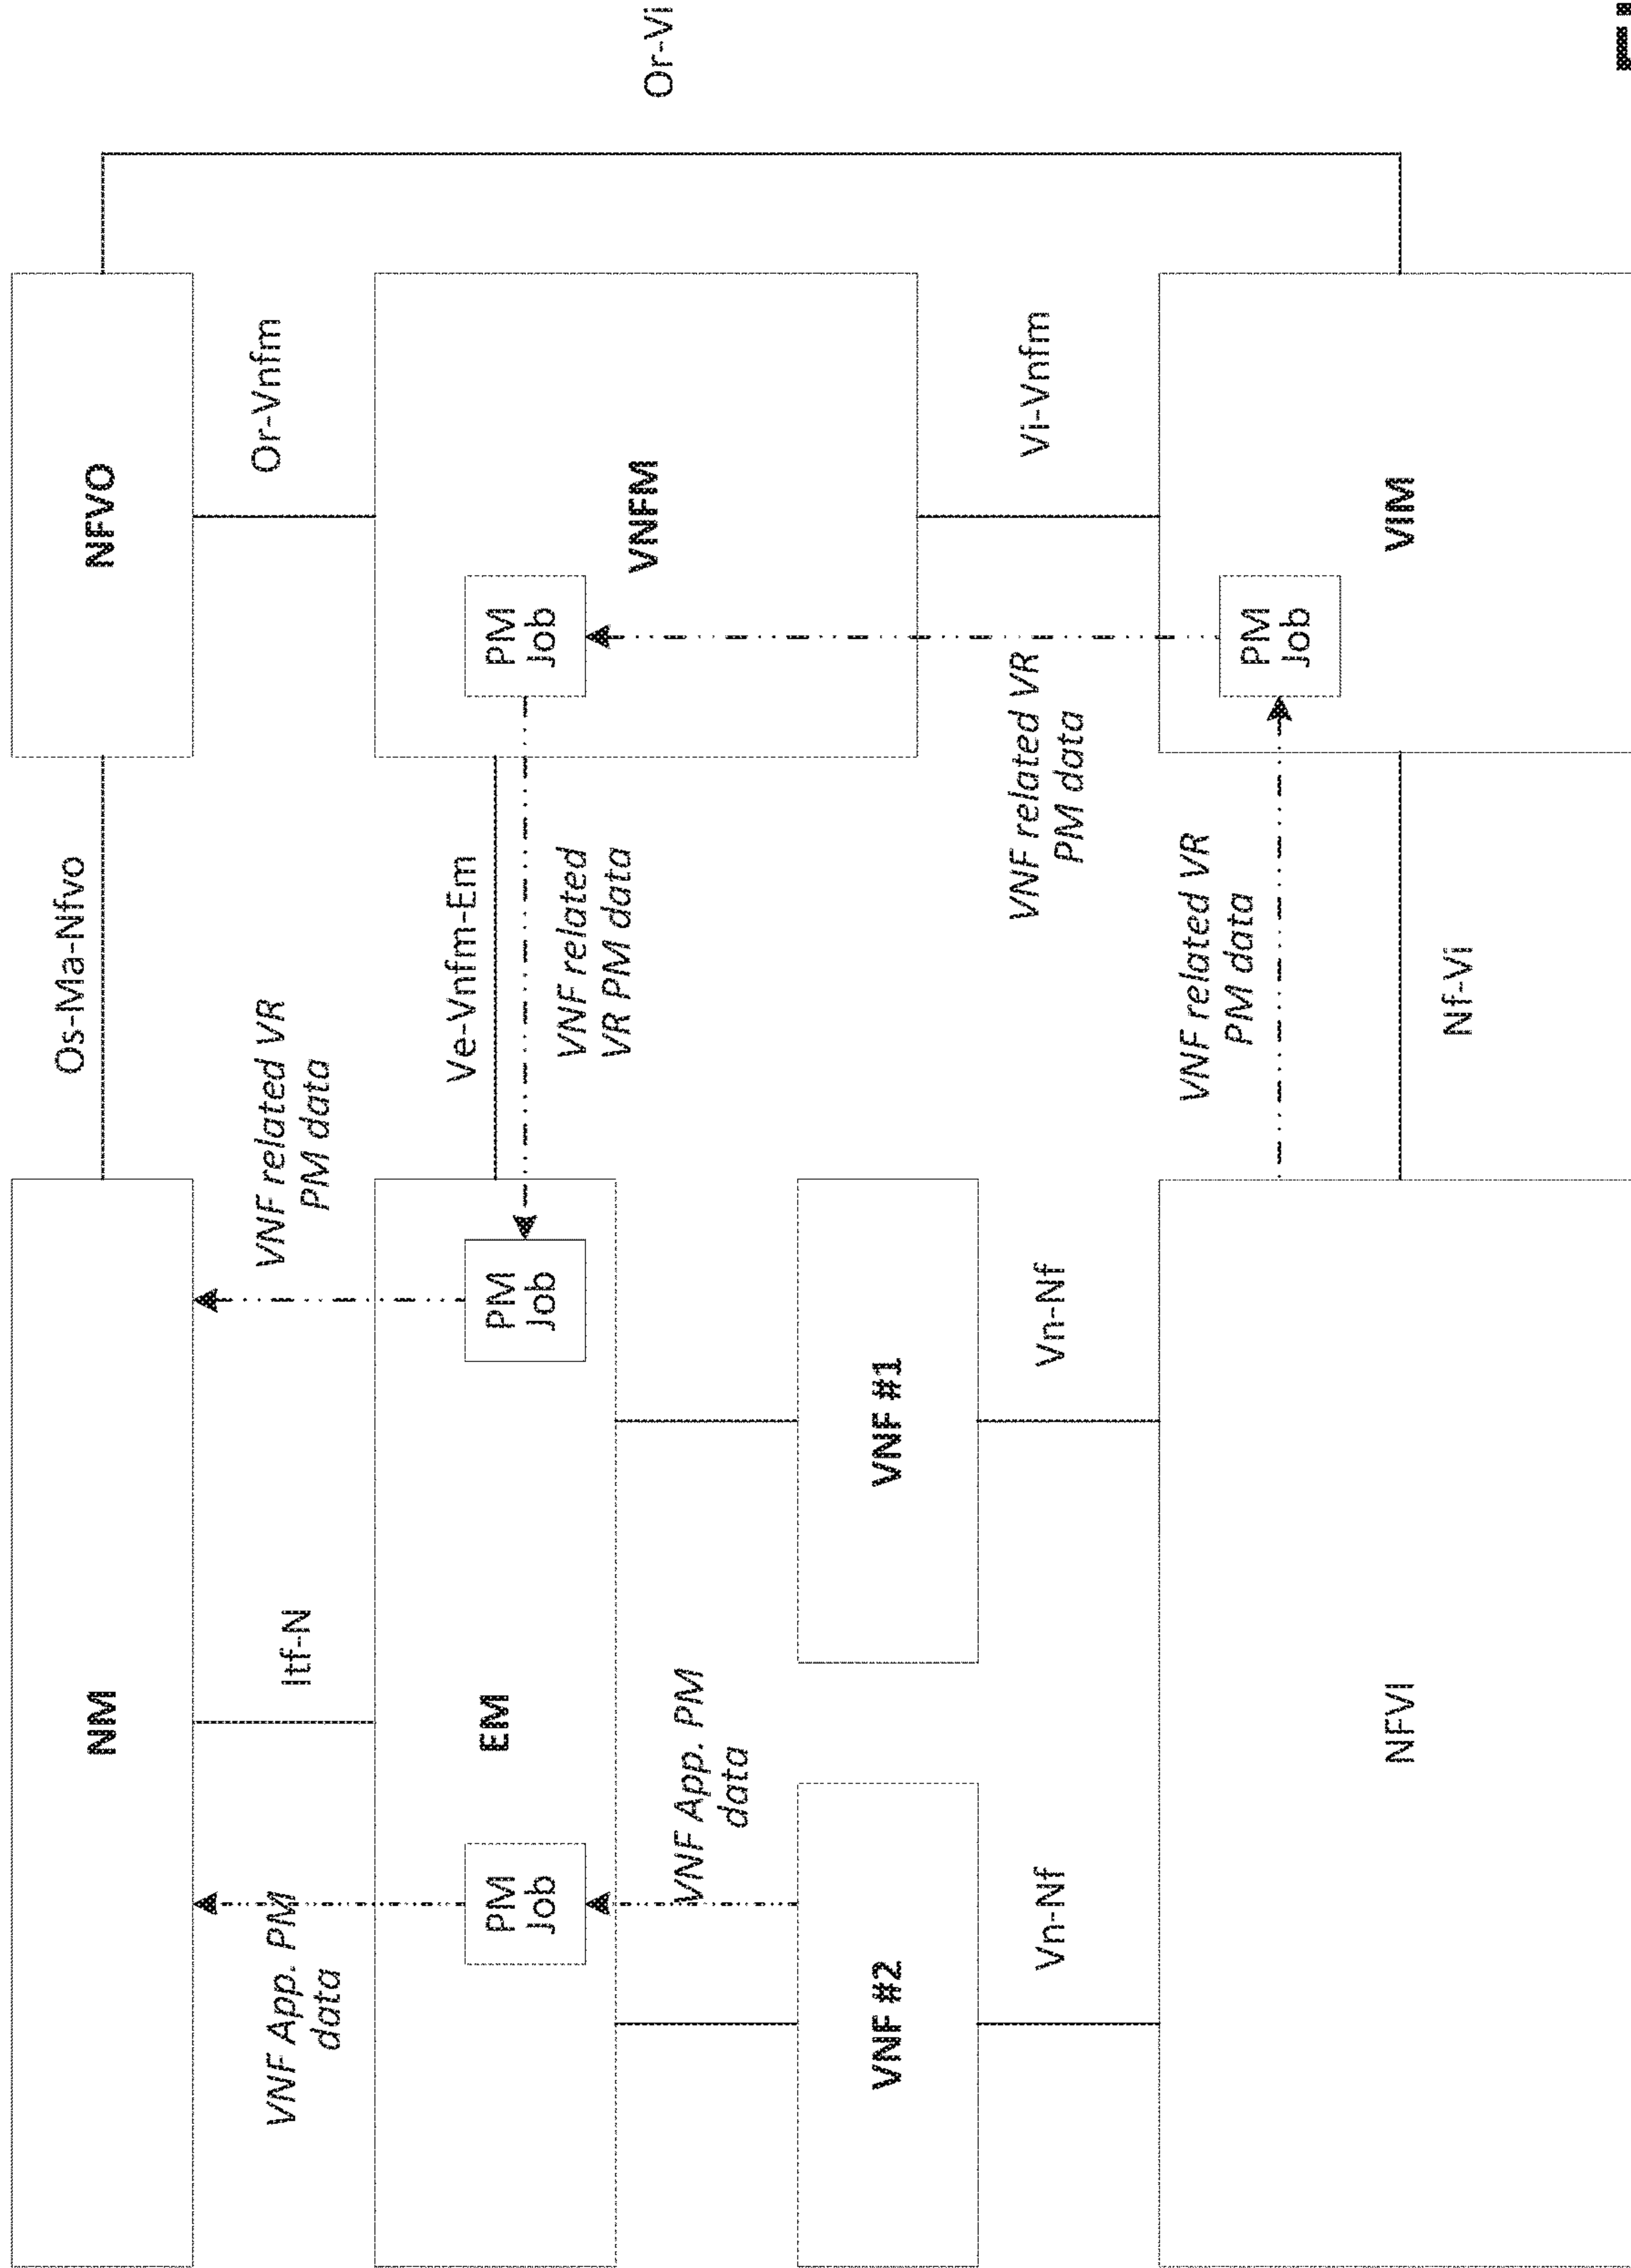 NM
Os-Ma-Nfvo
NFVO
VNF App. PM
data
Itf-N
VNF related VR
PM data
Or-Vnfm
EM
PM
Job
PM
Job
Ve-Vnfm-Em
VNF related
VR PM data
PM
Job
VNFM
Or-Vi
VNF App. PM
data
VNF #2
VNF #1
Vn-Nf
Vn-Nf
VNF related VR
PM data
Vi-Vnfm
NFVI
VNF related VR
PM data
Nf-Vi
PM
Job
VIM